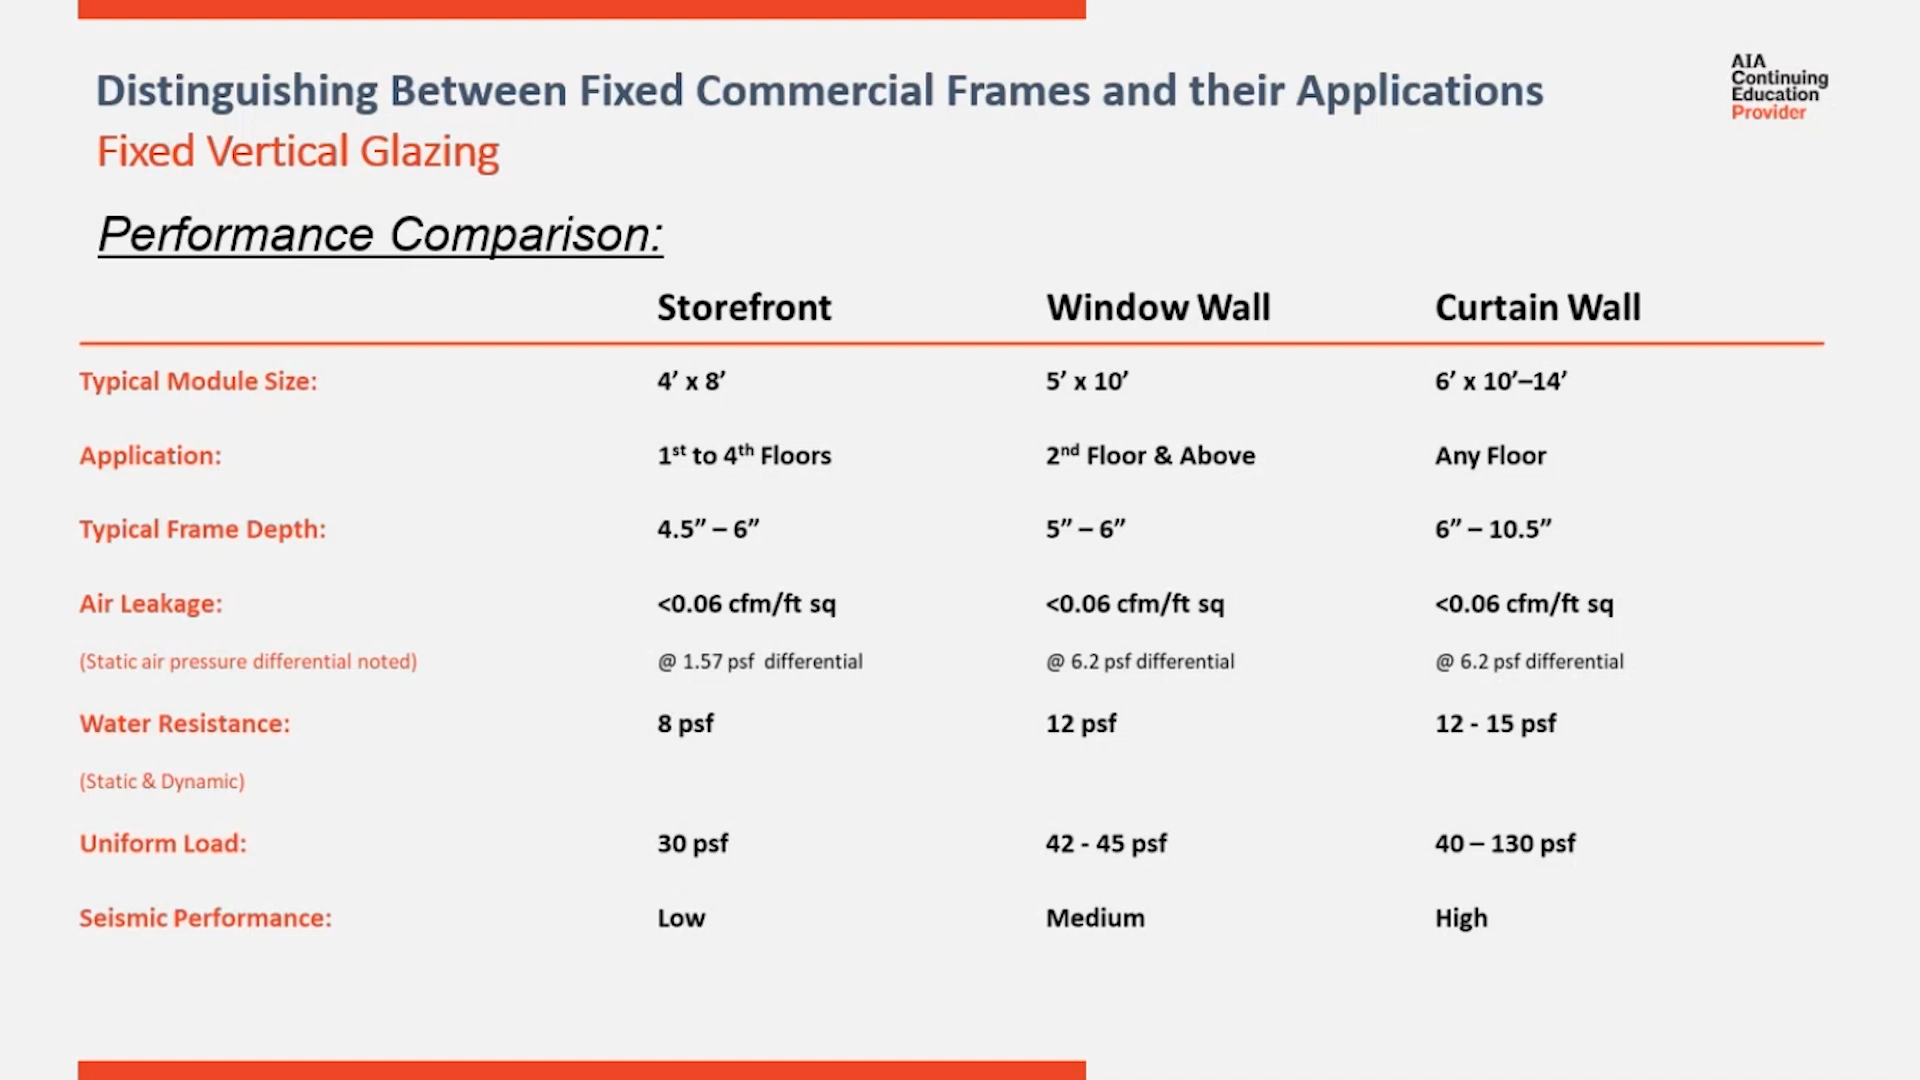 Distinguishing Between Fixed Commercial Frames and their Applications
AIA
Continuing
Education
Provider
Fixed Vertical Glazing
Performance Comparison:
Storefront Window Wall Curtain Wall
Typical Module Size: 4’ x 8’ 5’ x 10’ 6’ x 10’–14’
Application: 1st to 4th Floors 2nd Floor & Above Any Floor
Typical Frame Depth: 4.5” – 6” 5” – 6” 6” – 10.5”
Air Leakage: <0.06 cfm/ft sq <0.06 cfm/ft sq <0.06 cfm/ft sq
(Static air pressure differential noted) @ 1.57 psf differential @ 6.2 psf differential @ 6.2 psf differential
Water Resistance: 8 psf 12 psf 12 - 15 psf
(Static & Dynamic)
Uniform Load: 30 psf 42 - 45 psf 40 – 130 psf
Seismic Performance: Low Medium High